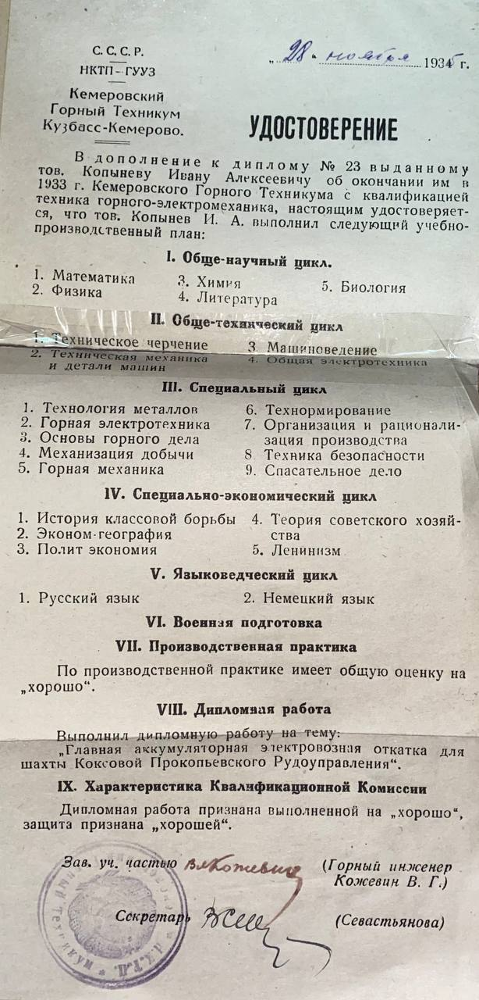 С. С. С. Р.
НКТП—ГУУЗ
Кемеровский
Горный Техникум
Кузбасс-Кемерово.
„28“ ноября 1935 г.
УДОСТОВЕРЕНИЕ
В дополнение к диплому № 23 выданному
тов. Копыневу Ивану Алексеевичу об окончании им в
1933 г. Кемеровского Горного Техникума с квалификацией
техника горного-электромеханика, настоящим удостоверяет-
ся, что тов. Копынев И. А. выполнил следующий учебно-
производственный план:
I. Обще-научный цикл.
1. Математика 3. Химия 5. Биология
2. Физика 4. Литература
II. Обще-технический цикл
1. Техническое черчение 3. Машиноведение
2. Техническая механика 4. Общая электротехника
и детали машин
III. Специальный цикл
1. Технология металлов 6. Технормирование
2. Горная электротехника 7. Организация и рационали-
3. Основы горного дела зация производства
4. Механизация добычи 8 Техника безопасности
5. Горная механика 9. Спасательное дело
IV. Специально-экономический цикл
1. История классовой борьбы 4. Теория советского хозяй-
2. Эконом-география ства
3. Полит экономия 5. Ленинизм
V. Языковедческий цикл
1. Русский язык 2. Немецкий язык
VI. Военная подготовка
VII. Производственная практика
По производственной практике имеет общую оценку на
„хорошо“.
VIII. Дипломная работа
Выполнил дипломную работу на тему:
„Главная аккумуляторная электровозная откатка для
шахты Коксовой Прокопьевского Рудоуправления“.
IX. Характеристика Квалификационной Комиссии
Дипломная работа признана выполненной на „хорошо“,
защита признана „хорошей“.
Зав. уч. частью (Горный инженер
Кожевин В. Г.)
Секретарь (Севастьянова)